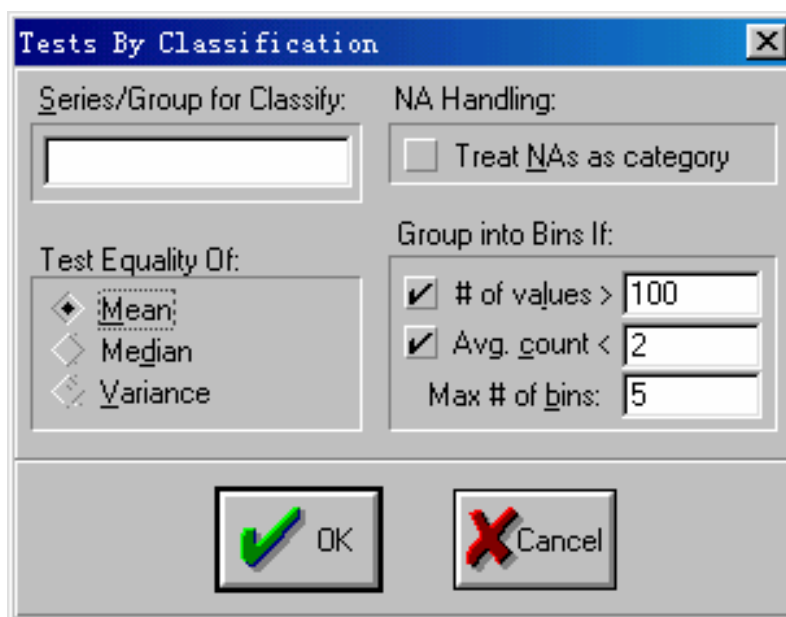 Tests By Classification
Series/Group for Classify:
NA Handling:
Treat NAs as category
Test Equality Of:
Mean
Median
Variance
Group into Bins If:
# of values > 100
Avg. count < 2
Max # of bins: 5
OK
Cancel